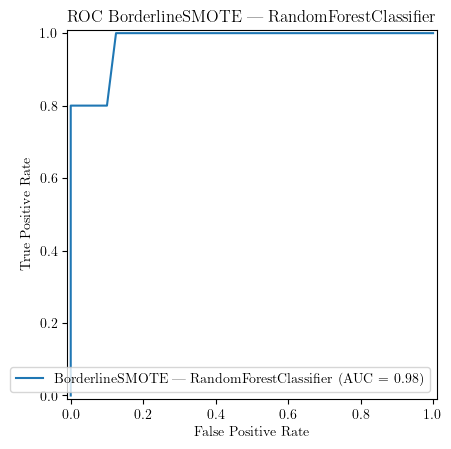 ROC BorderlineSMOTE — RandomForestClassifier
1.0
0.8
0.6
0.4
0.2
0.0
True Positive Rate
BorderlineSMOTE — RandomForestClassifier (AUC = 0.98)
0.0 0.2 0.4 0.6 0.8 1.0
False Positive Rate